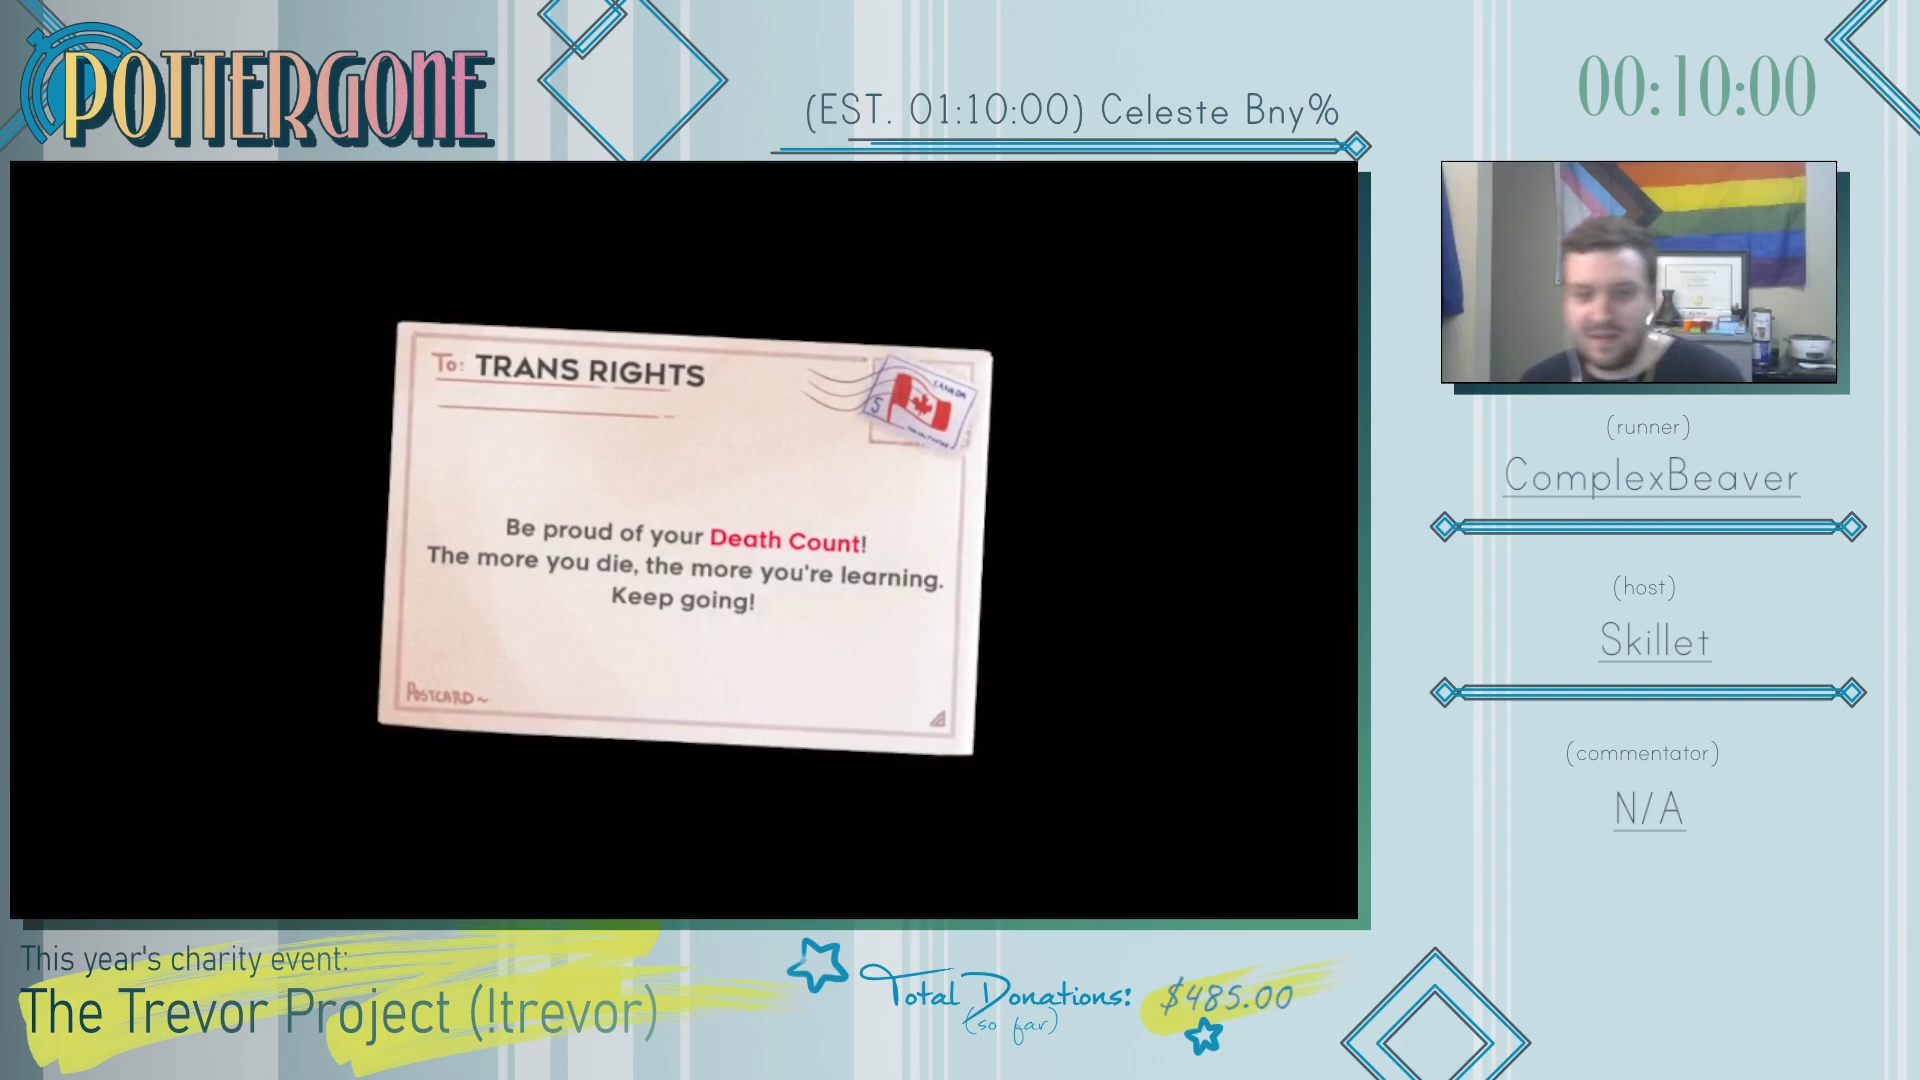 POTTERGONE
(EST. 01:10:00) Celeste Bny%
00:10:00
To: TRANS RIGHTS
CANADA
5
Be proud of your Death Count!
The more you die, the more you're learning.
Keep going!
POSTCARD~
(runner)
ComplexBeaver
(host)
Skillet
(commentator)
N/A
This year's charity event:
The Trevor Project (!trevor)
Total Donations: $485.00
(so far)